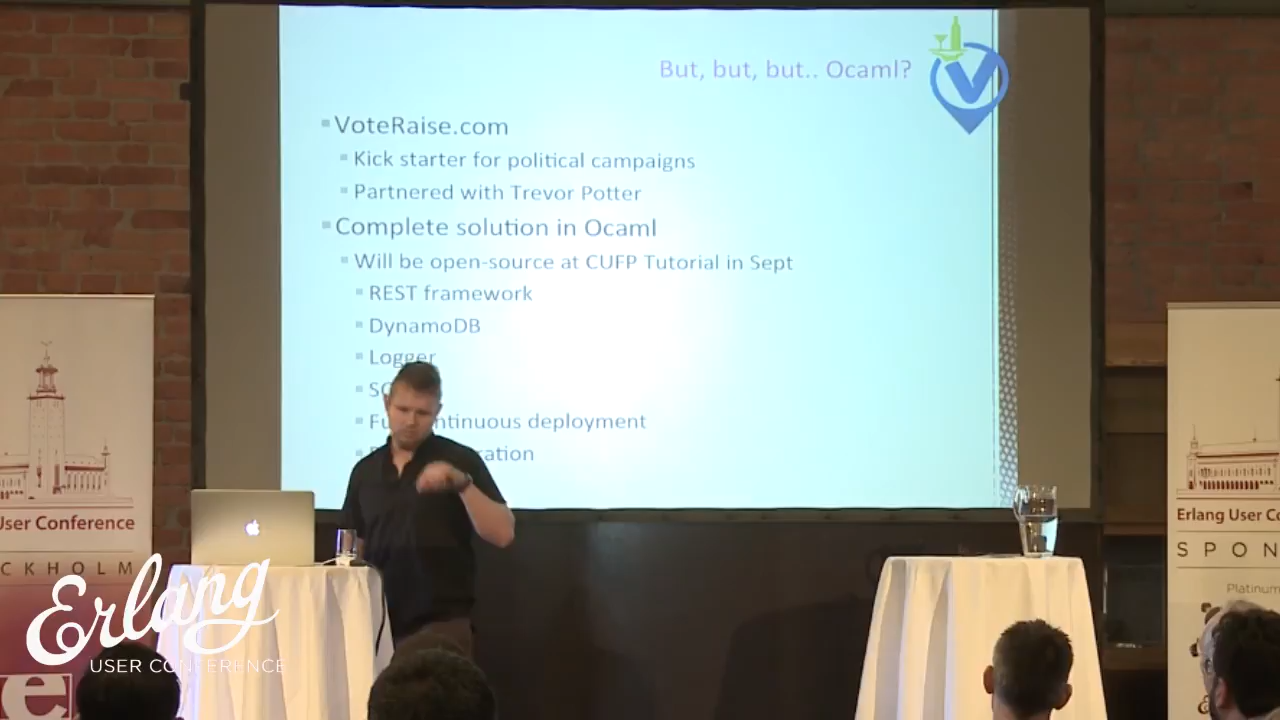 But, but, but.. Ocaml?
VoteRaise.com
Kick starter for political campaigns
Partnered with Trevor Potter
Complete solution in Ocaml
Will be open-source at CUFP Tutorial in Sept
REST framework
DynamoDB
Logger
continuous deployment
User Conference
CKHOLM
Erlang
USER CONFERENCE
e
Erlang User Co
SPON
Platinum